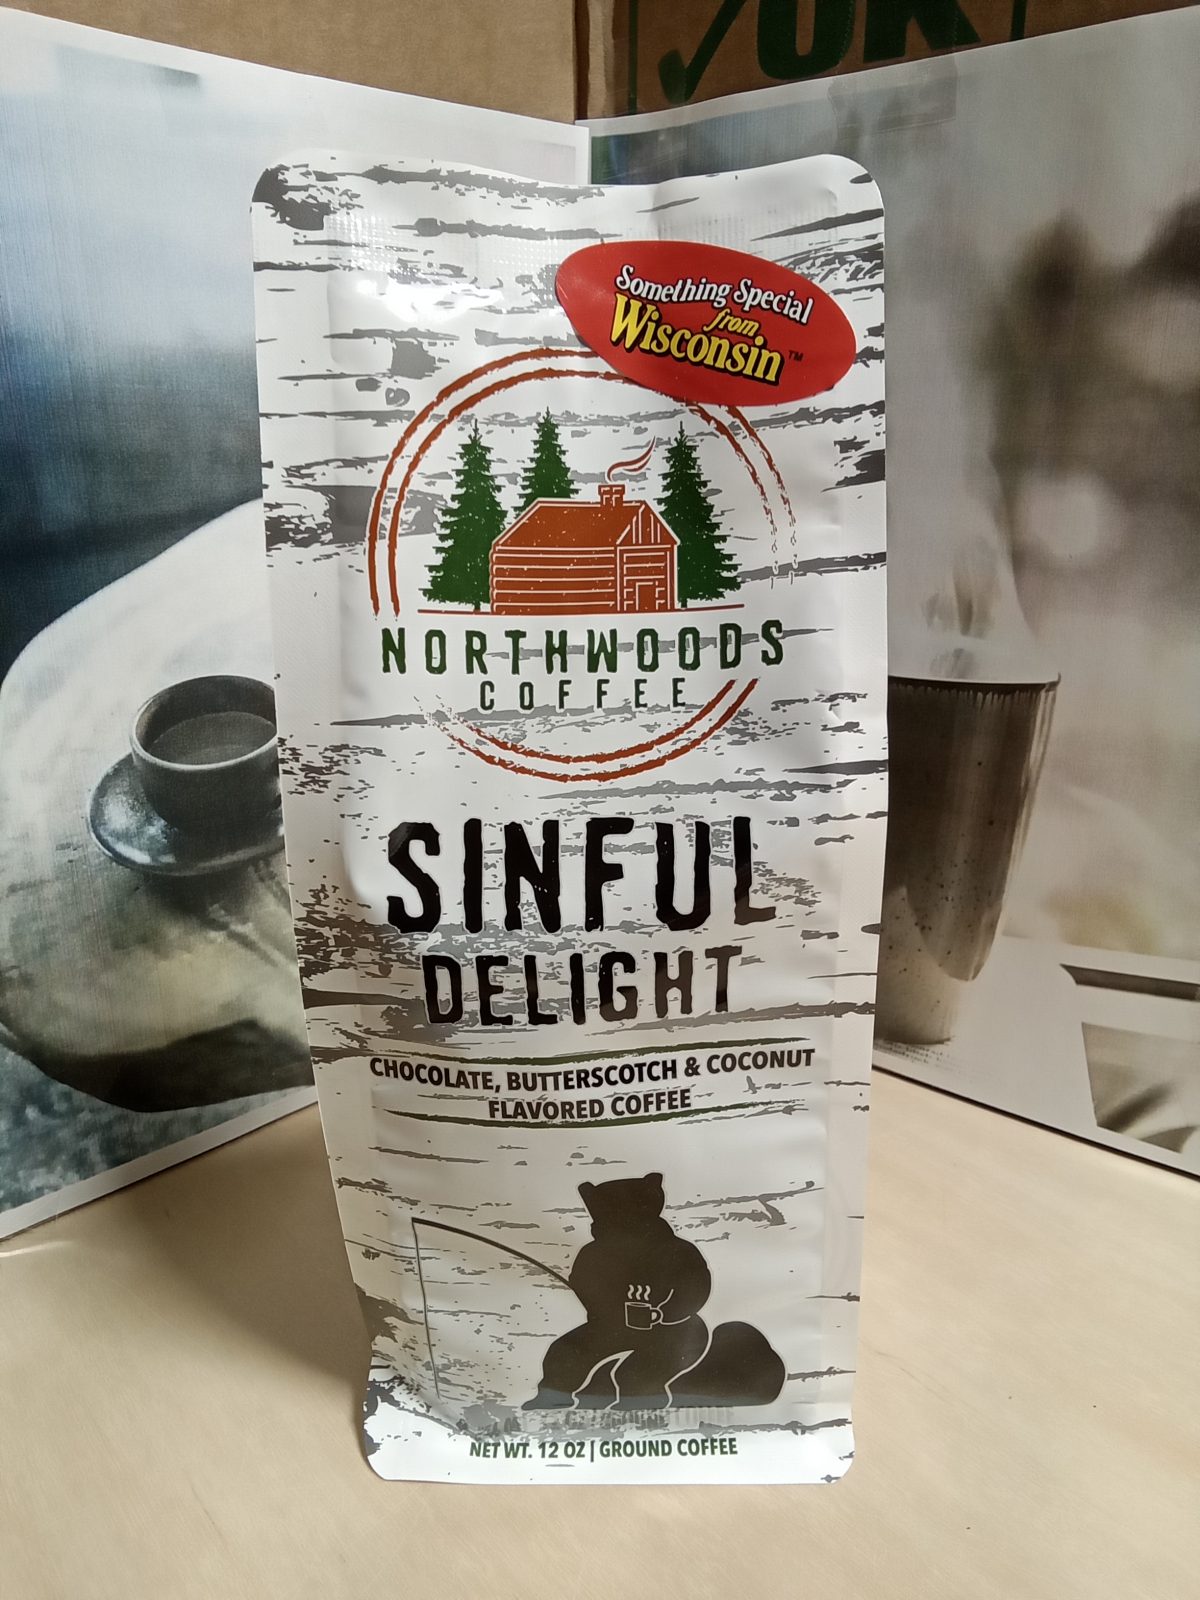 OK
Something Special
from
Wisconsin™
NORTHWOODS
COFFEE
SINFUL
DELIGHT
CHOCOLATE, BUTTERSCOTCH & COCONUT
FLAVORED COFFEE
NET WT. 12 OZ | GROUND COFFEE